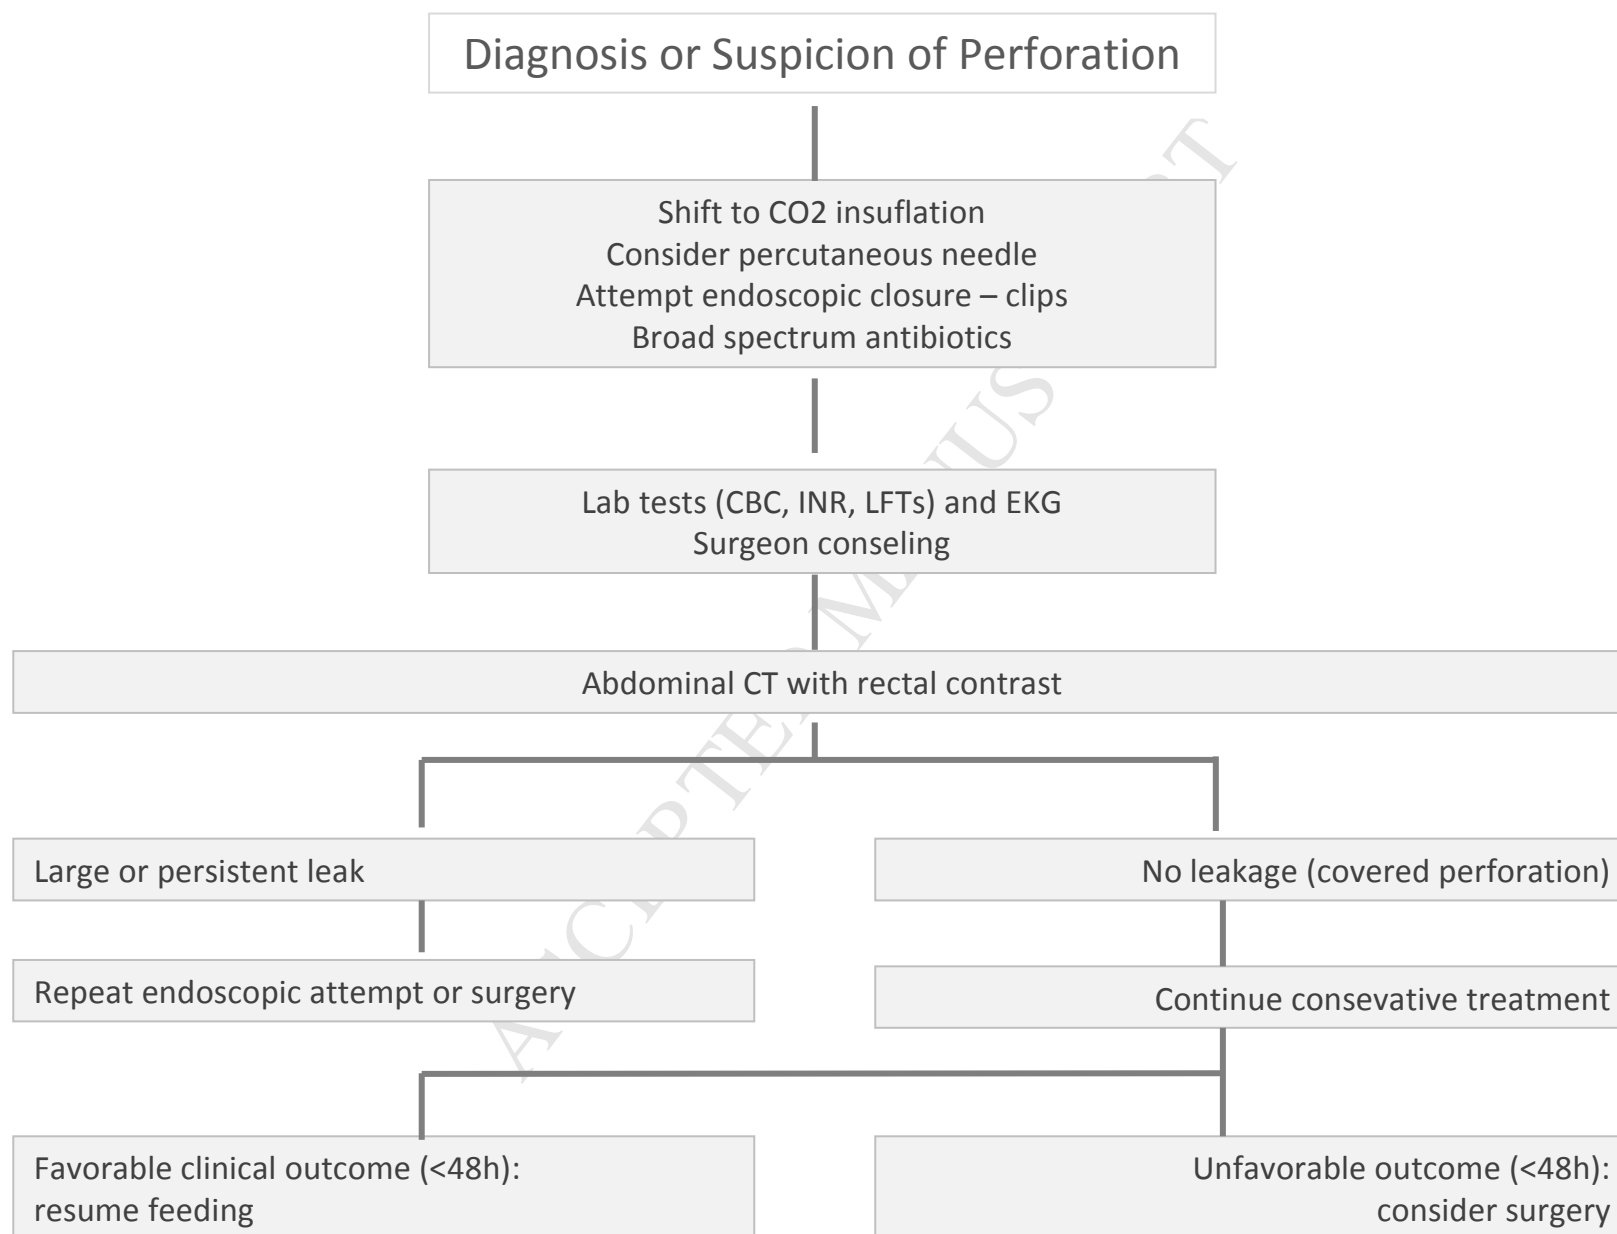 Diagnosis or Suspicion of Perforation
Shift to CO2 insuflation
Consider percutaneous needle
Attempt endoscopic closure – clips
Broad spectrum antibiotics
Lab tests (CBC, INR, LFTs) and EKG
Surgeon conseling
Abdominal CT with rectal contrast
Large or persistent leak
No leakage (covered perforation)
Repeat endoscopic attempt or surgery
Continue consevative treatment
Favorable clinical outcome (<48h):
resume feeding
Unfavorable outcome (<48h):
consider surgery